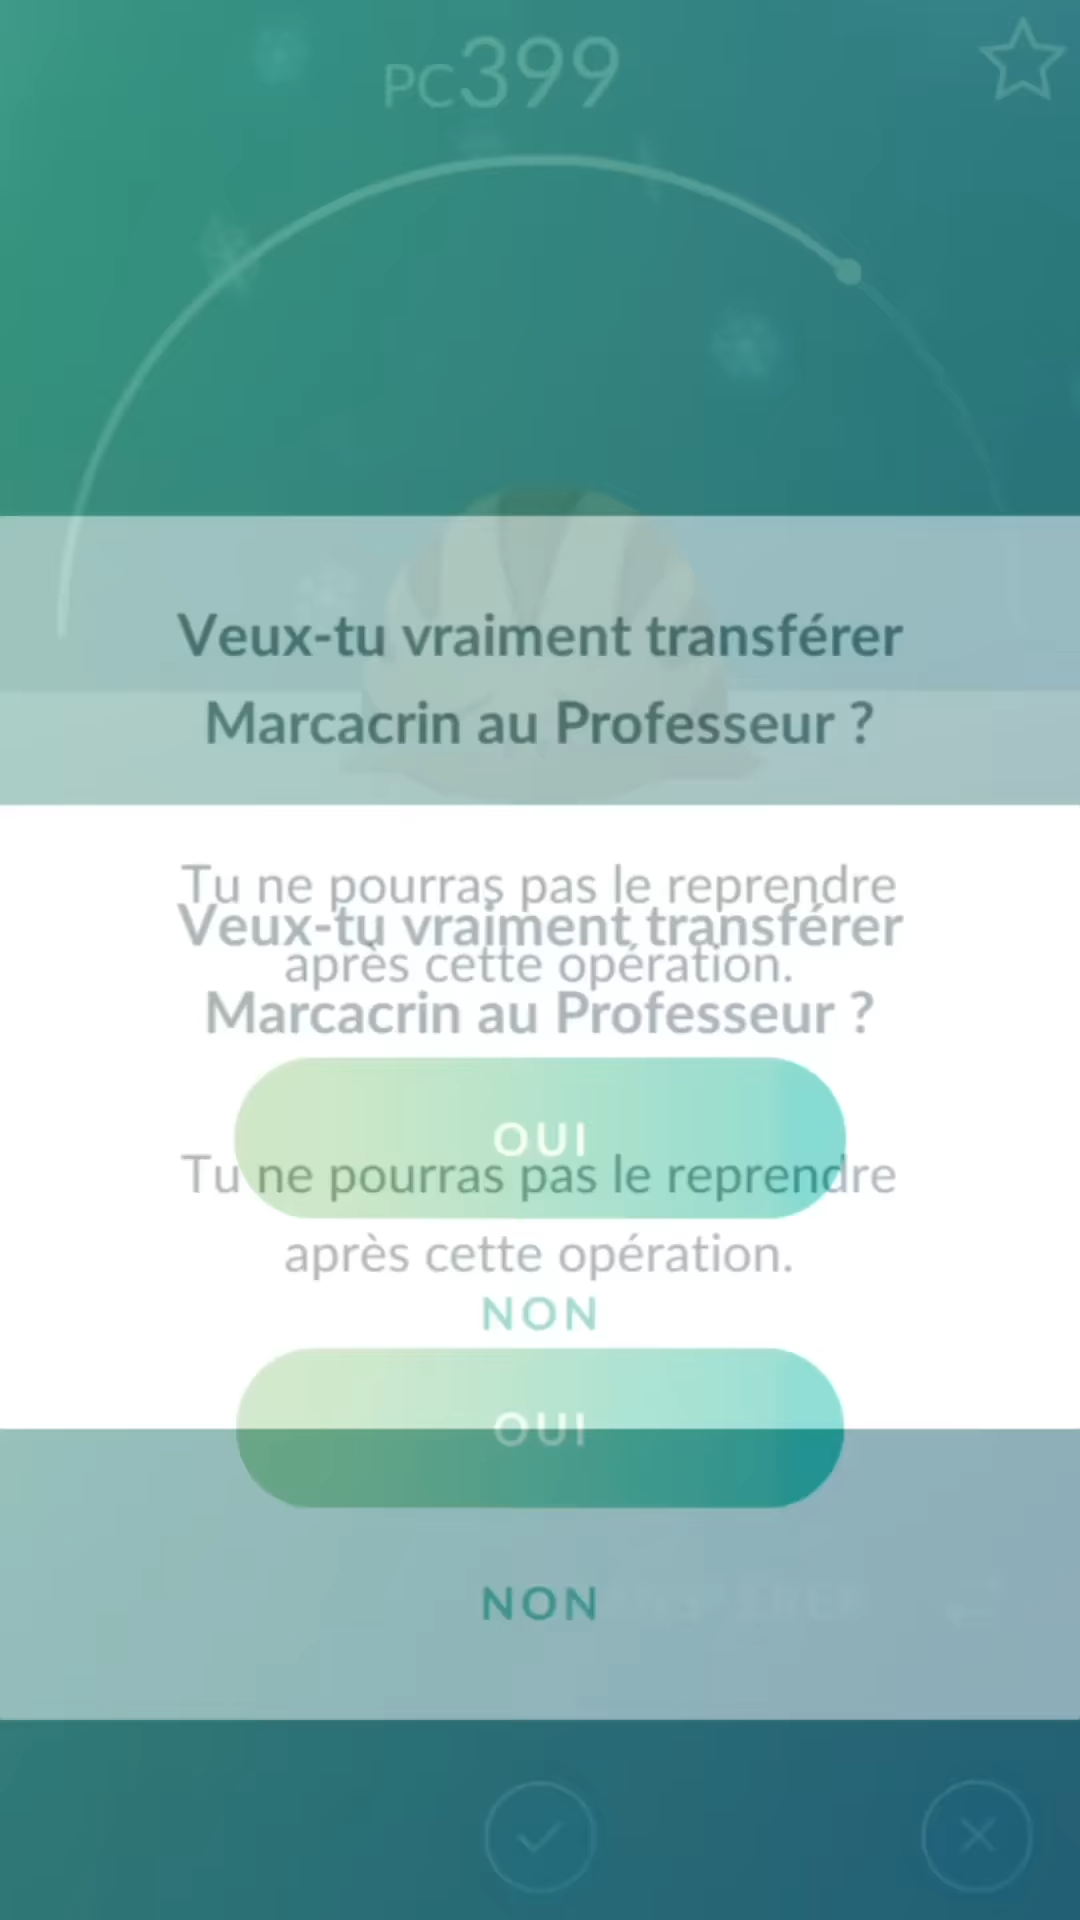 PC399
Veux-tu vraiment transférer
Marcacrin au Professeur ?
Tu ne pourras pas le reprendre
Veux-tu vraiment transférer
après cette opération.
Marcacrin au Professeur ?
OUI
Tu ne pourras pas le reprendre
après cette opération.
NON
OUI
NON